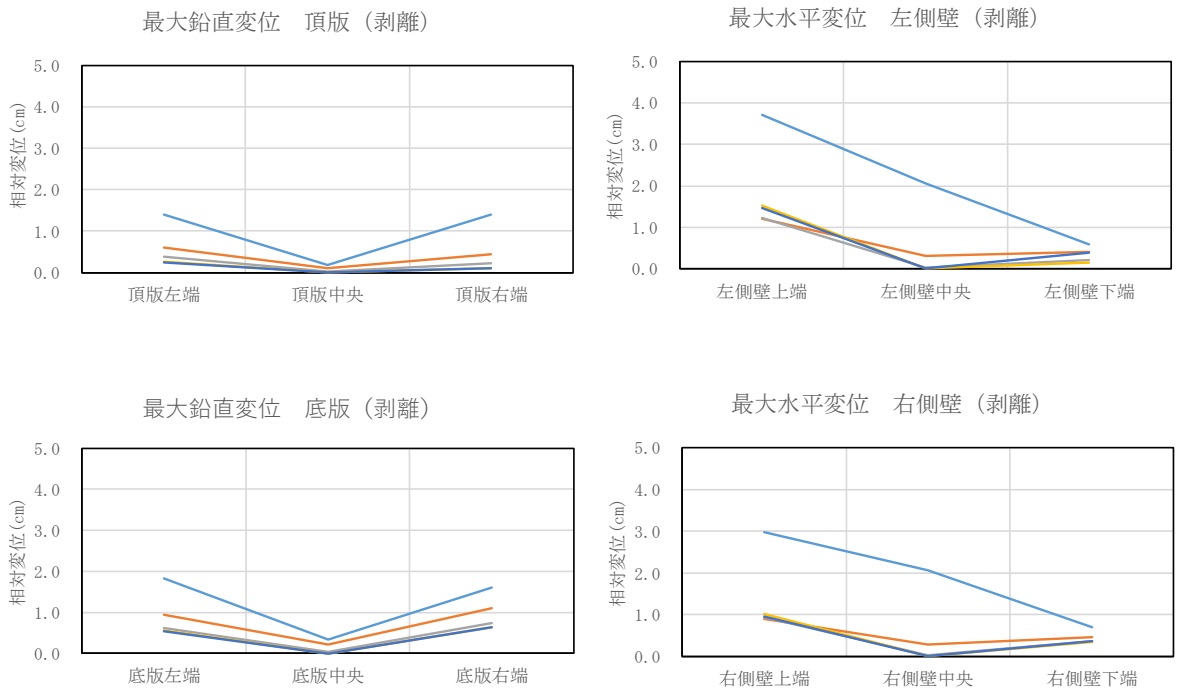 最大鉛直変位　頂版（剥離）
相対変位(cm)
5.0
4.0
3.0
2.0
1.0
0.0
頂版左端
頂版中央
頂版右端
最大水平変位　左側壁（剥離）
相対変位(cm)
5.0
4.0
3.0
2.0
1.0
0.0
左側壁上端
左側壁中央
左側壁下端
最大鉛直変位　底版（剥離）
相対変位(cm)
5.0
4.0
3.0
2.0
1.0
0.0
底版左端
底版中央
底版右端
最大水平変位　右側壁（剥離）
相対変位(cm)
5.0
4.0
3.0
2.0
1.0
0.0
右側壁上端
右側壁中央
右側壁下端